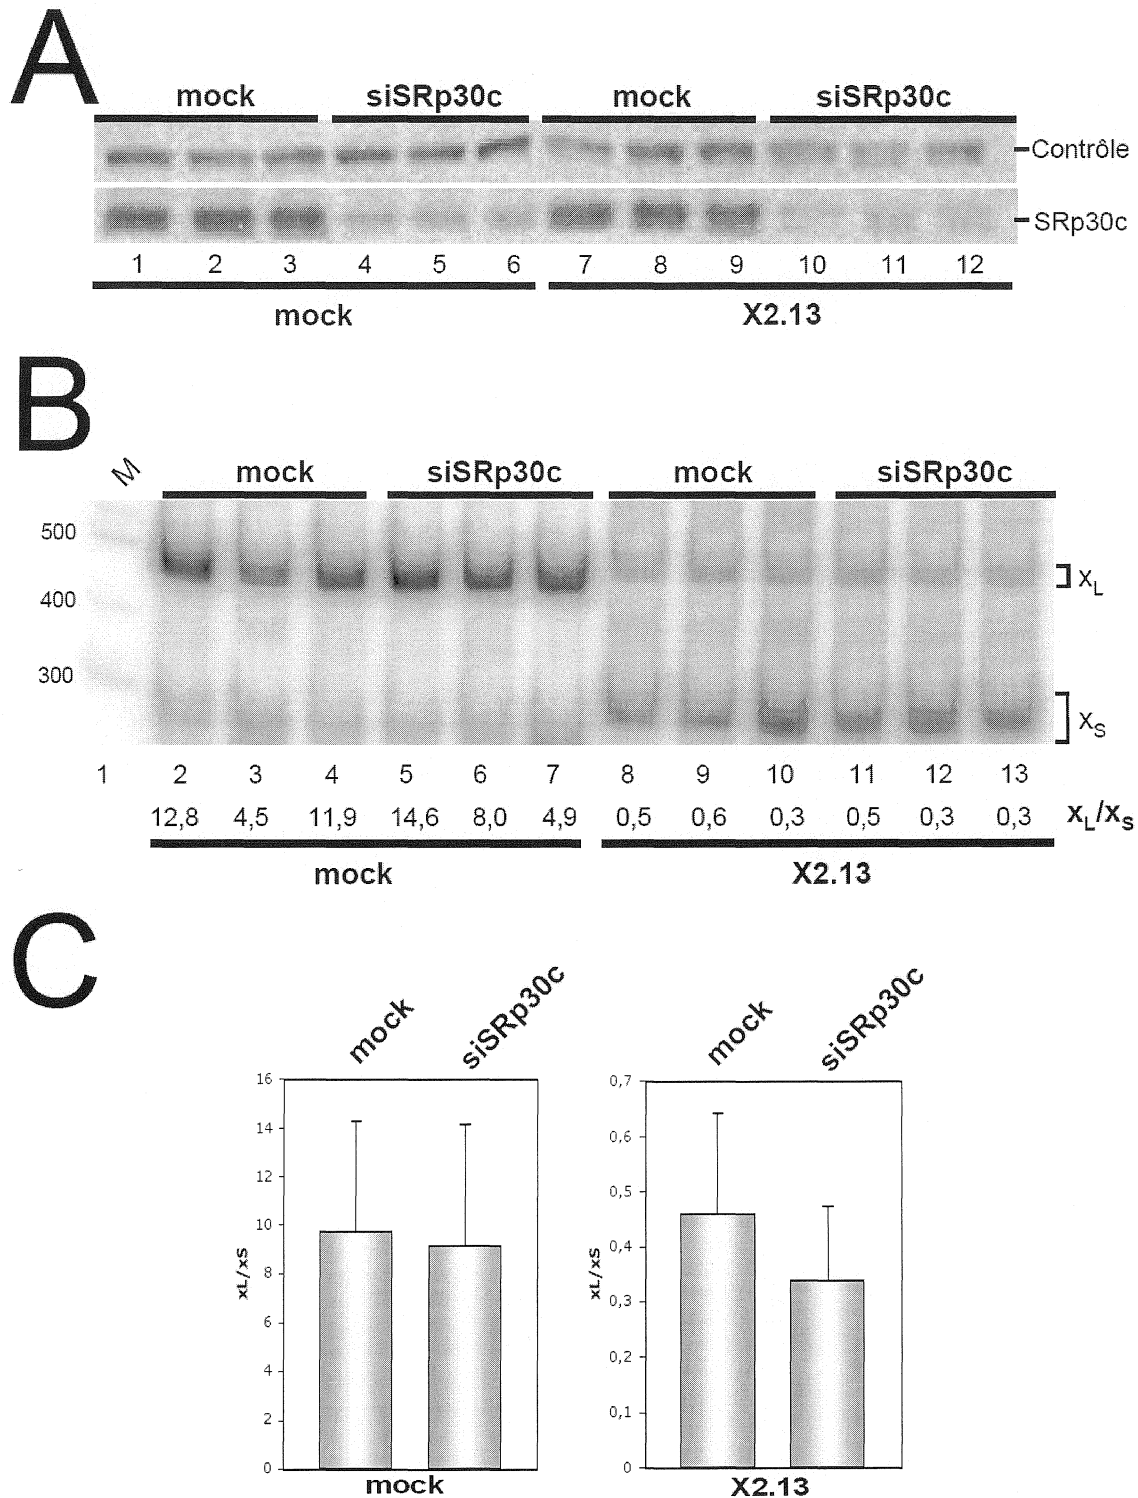 A
mock siSRp30c mock siSRp30c
Contrôle
SRp30c
1 2 3 4 5 6 7 8 9 10 11 12
mock X2.13
B
M mock siSRp30c mock siSRp30c
500
xL
400
300
xS
1 2 3 4 5 6 7 8 9 10 11 12 13
12,8 4,5 11,9 14,6 8,0 4,9 0,5 0,6 0,3 0,5 0,3 0,3 xL/xS
mock X2.13
C
mock siSRp30c mock siSRp30c
16 0,7
14 0,6
12 0,5
10 0,4
8 0,3
6 0,2
4 0,1
2 0
0
xL/xS xL/xS
mock X2.13